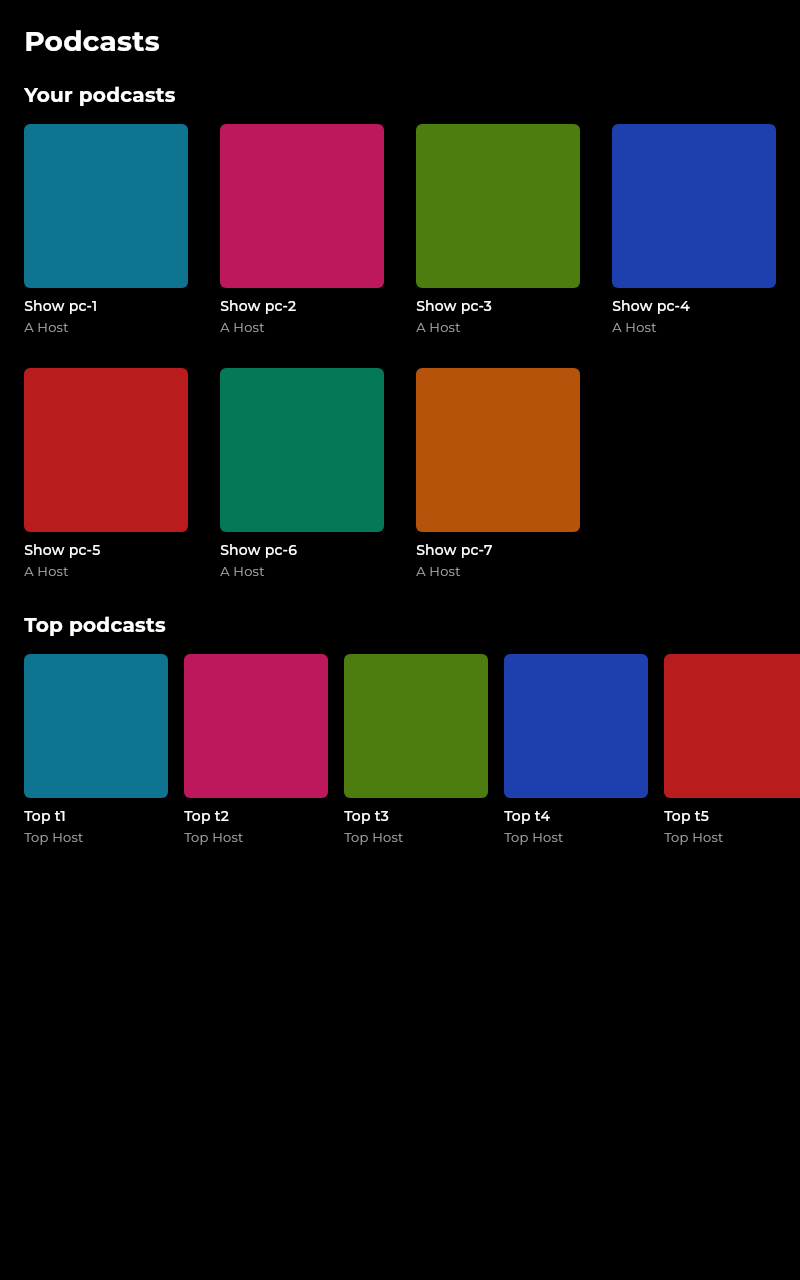 Podcasts
Your podcasts
Show pc-1
A Host
Show pc-2
A Host
Show pc-3
A Host
Show pc-4
A Host
Show pc-5
A Host
Show pc-6
A Host
Show pc-7
A Host
Top podcasts
Top t1
Top Host
Top t2
Top Host
Top t3
Top Host
Top t4
Top Host
Top t5
Top Host